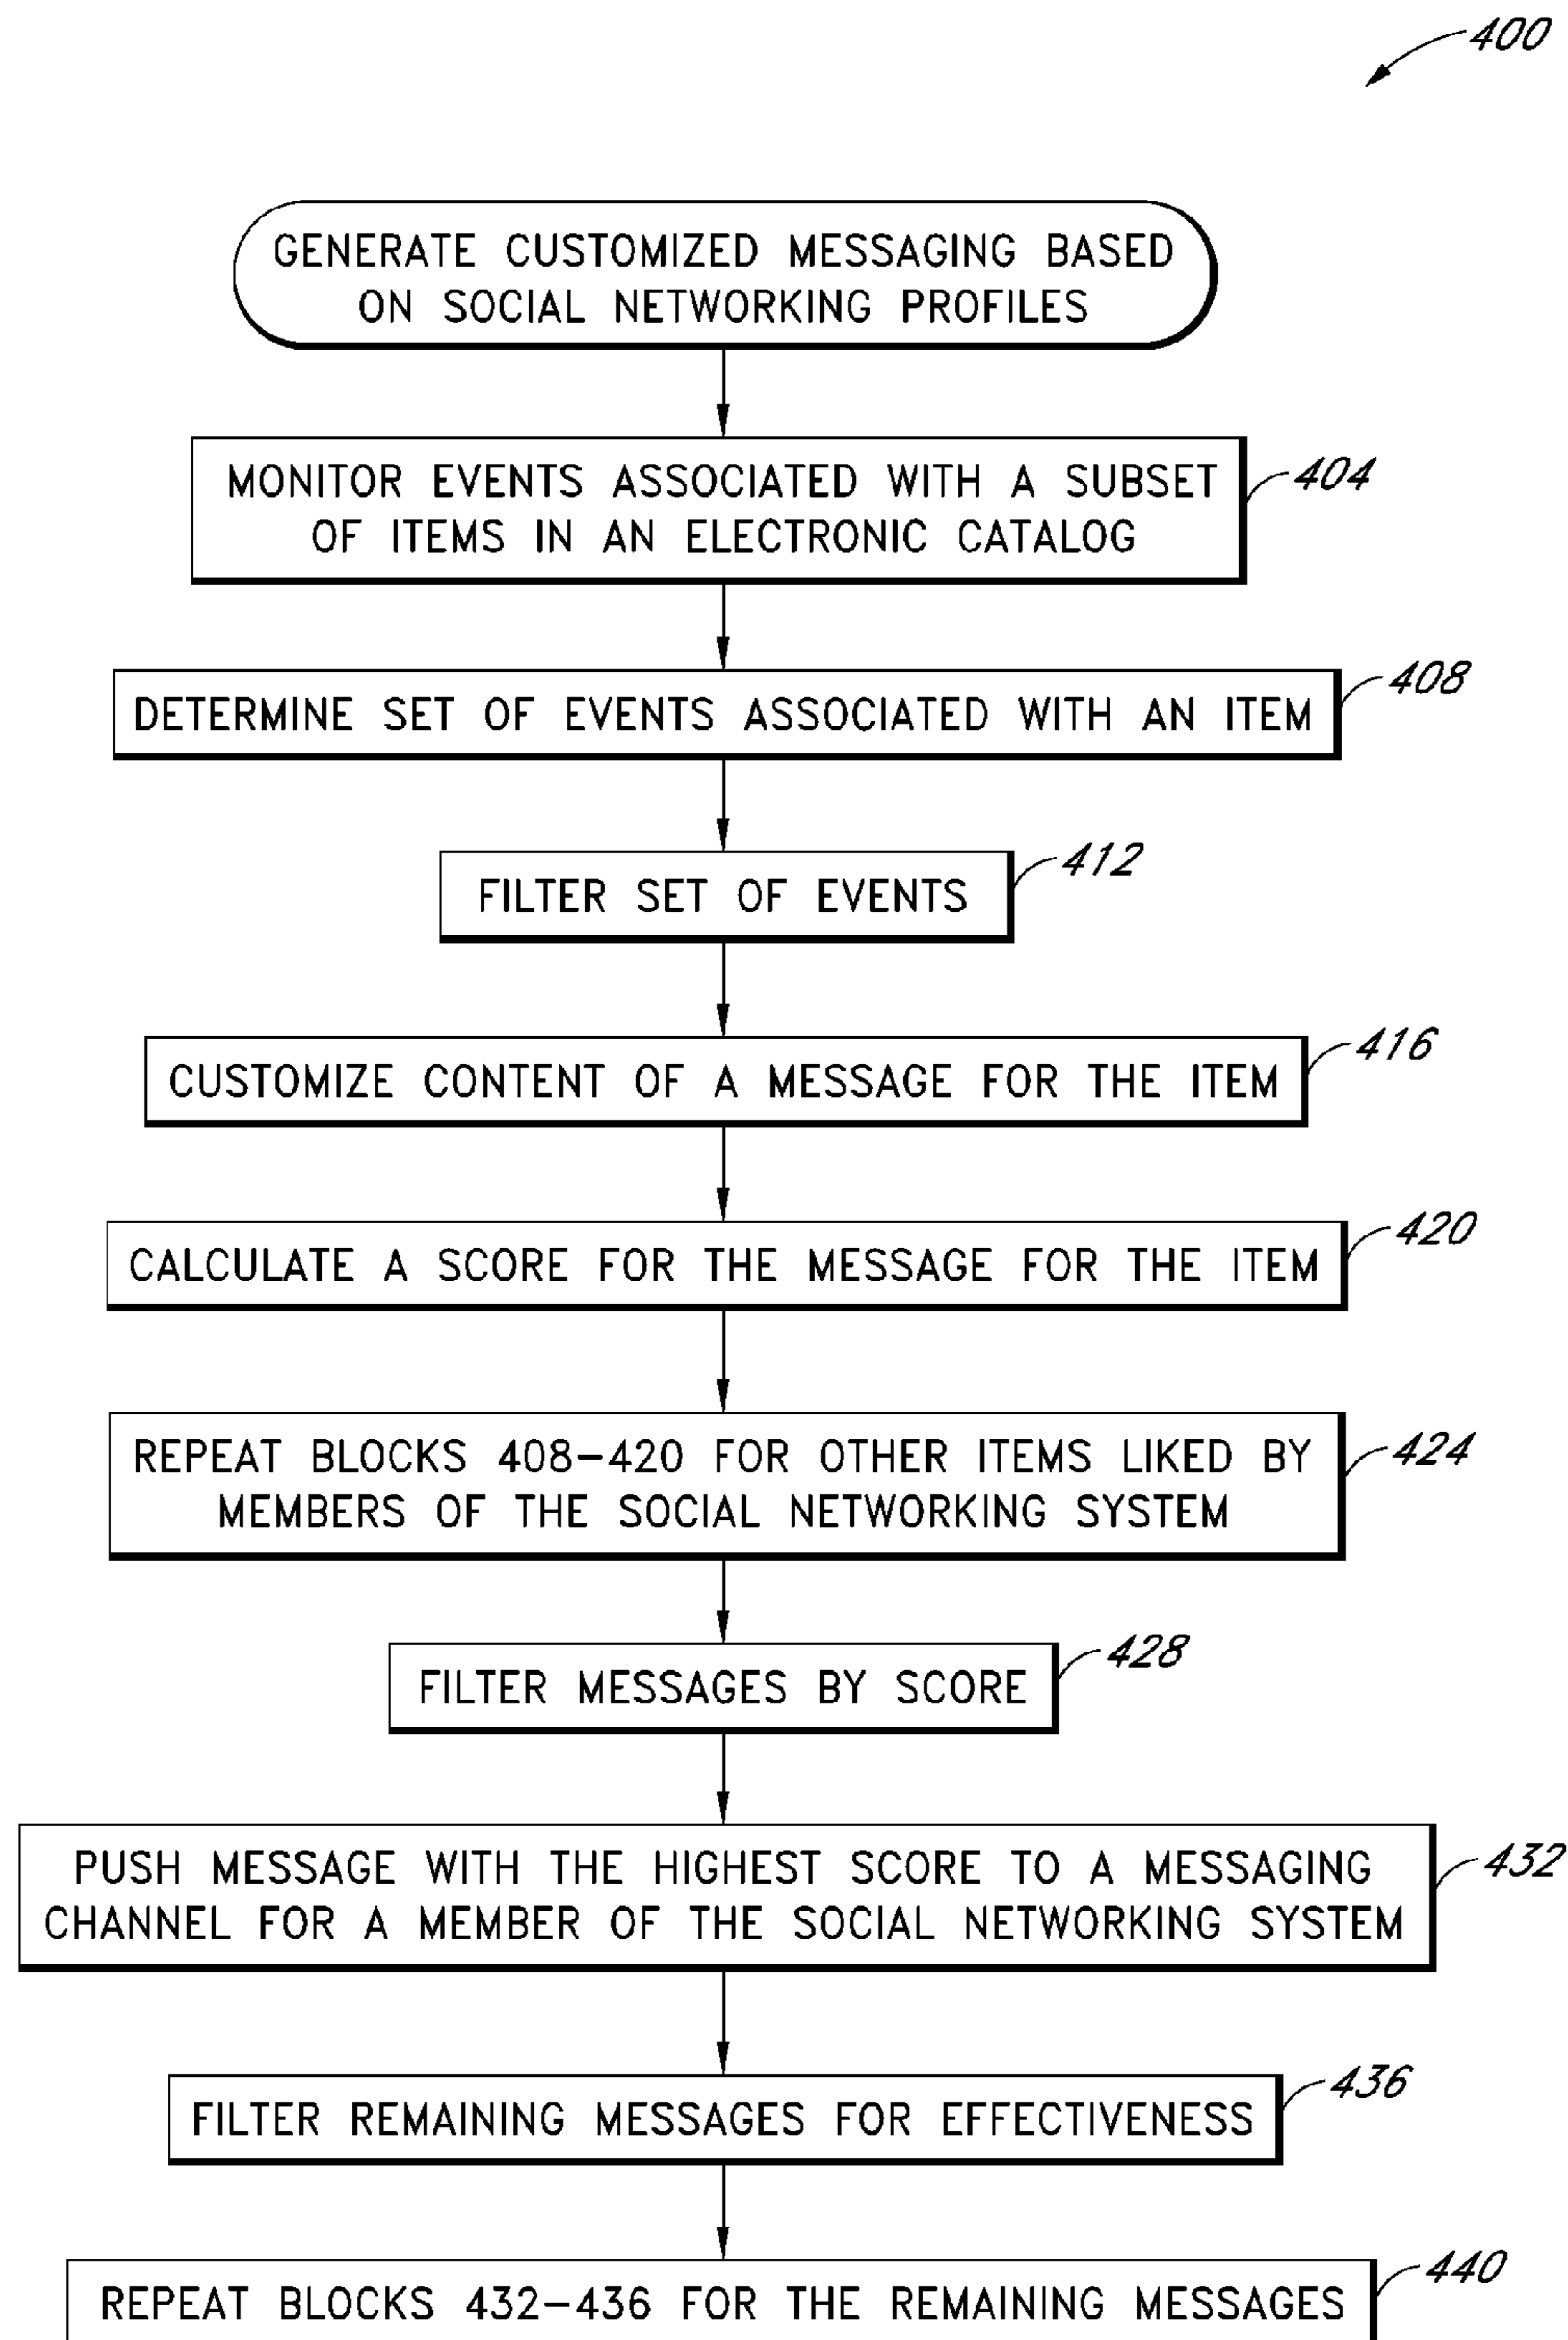 400
GENERATE CUSTOMIZED MESSAGING BASED
ON SOCIAL NETWORKING PROFILES
MONITOR EVENTS ASSOCIATED WITH A SUBSET
OF ITEMS IN AN ELECTRONIC CATALOG
404
DETERMINE SET OF EVENTS ASSOCIATED WITH AN ITEM
408
FILTER SET OF EVENTS
412
CUSTOMIZE CONTENT OF A MESSAGE FOR THE ITEM
416
CALCULATE A SCORE FOR THE MESSAGE FOR THE ITEM
420
REPEAT BLOCKS 408-420 FOR OTHER ITEMS LIKED BY
MEMBERS OF THE SOCIAL NETWORKING SYSTEM
424
FILTER MESSAGES BY SCORE
428
PUSH MESSAGE WITH THE HIGHEST SCORE TO A MESSAGING
CHANNEL FOR A MEMBER OF THE SOCIAL NETWORKING SYSTEM
432
FILTER REMAINING MESSAGES FOR EFFECTIVENESS
436
REPEAT BLOCKS 432-436 FOR THE REMAINING MESSAGES
440